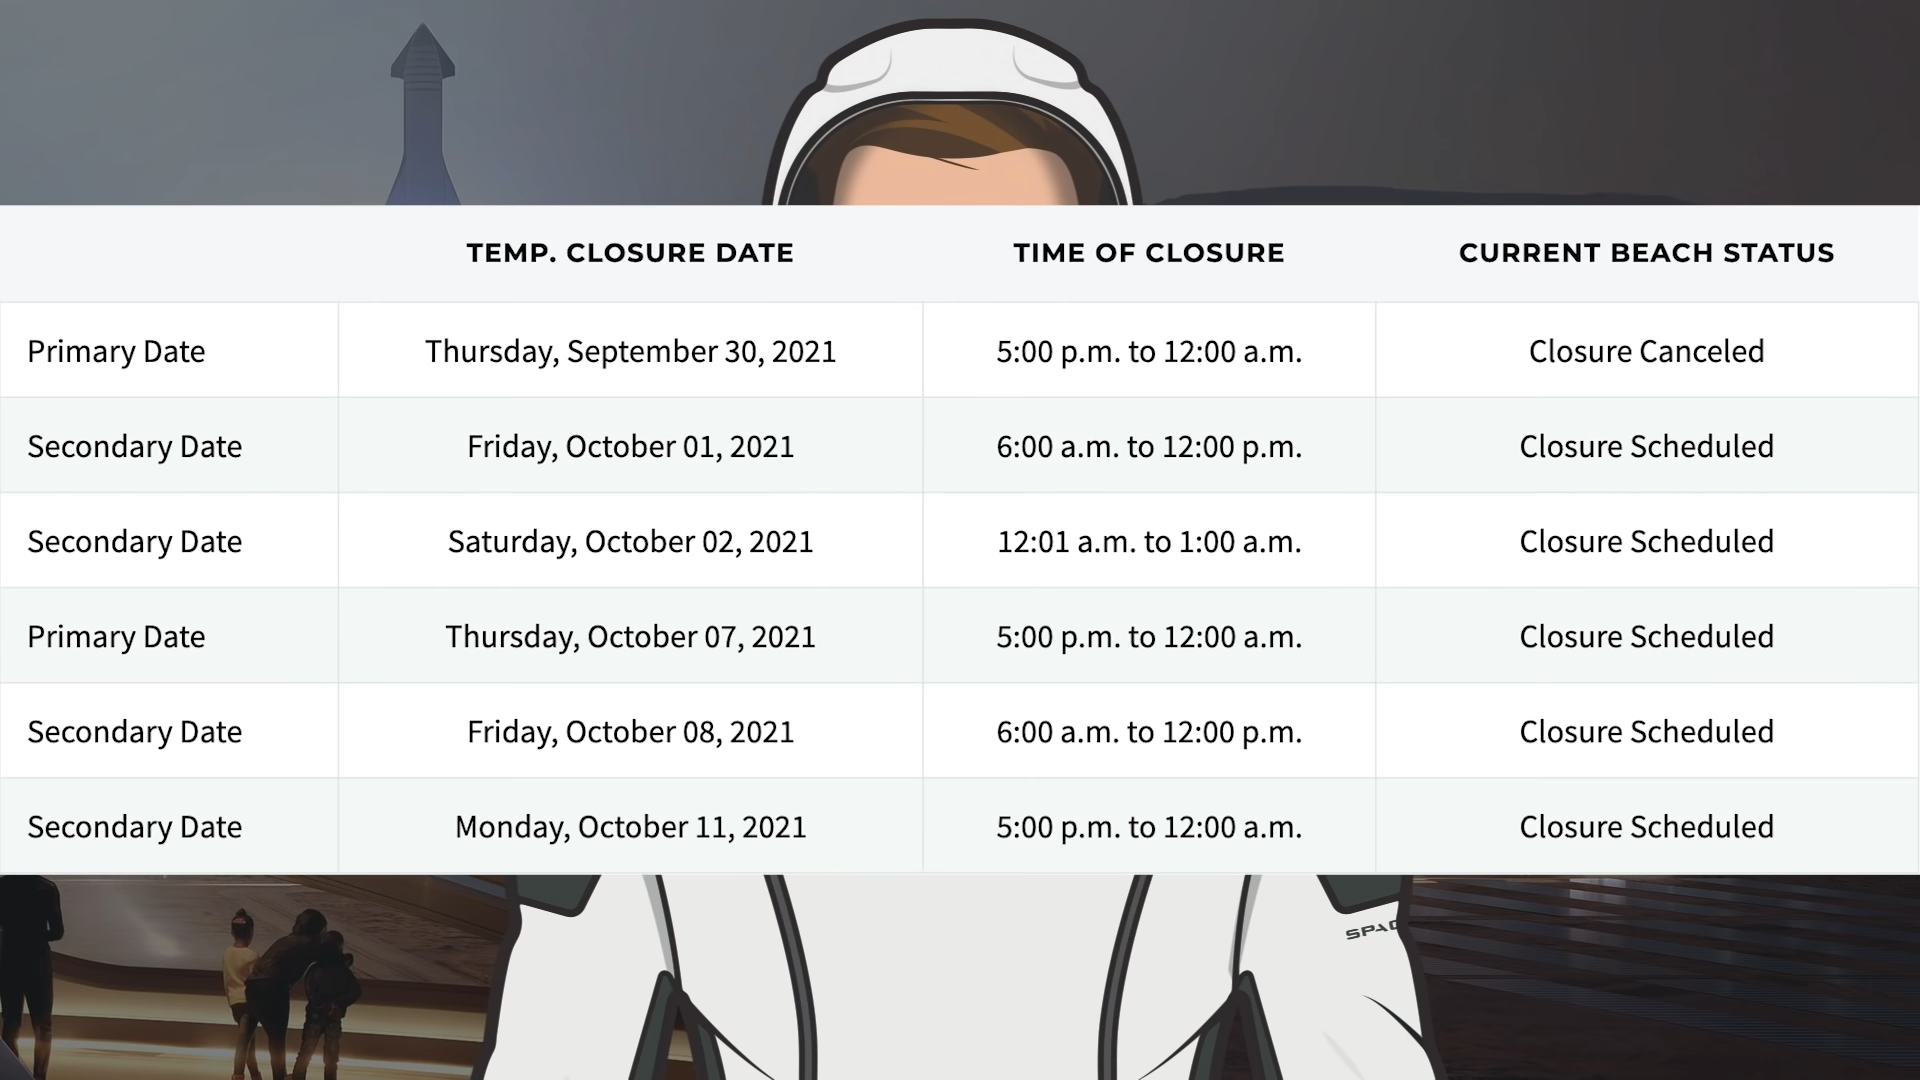 TEMP. CLOSURE DATE TIME OF CLOSURE CURRENT BEACH STATUS
Primary Date Thursday, September 30, 2021 5:00 p.m. to 12:00 a.m. Closure Canceled
Secondary Date Friday, October 01, 2021 6:00 a.m. to 12:00 p.m. Closure Scheduled
Secondary Date Saturday, October 02, 2021 12:01 a.m. to 1:00 a.m. Closure Scheduled
Primary Date Thursday, October 07, 2021 5:00 p.m. to 12:00 a.m. Closure Scheduled
Secondary Date Friday, October 08, 2021 6:00 a.m. to 12:00 p.m. Closure Scheduled
Secondary Date Monday, October 11, 2021 5:00 p.m. to 12:00 a.m. Closure Scheduled
SPAC